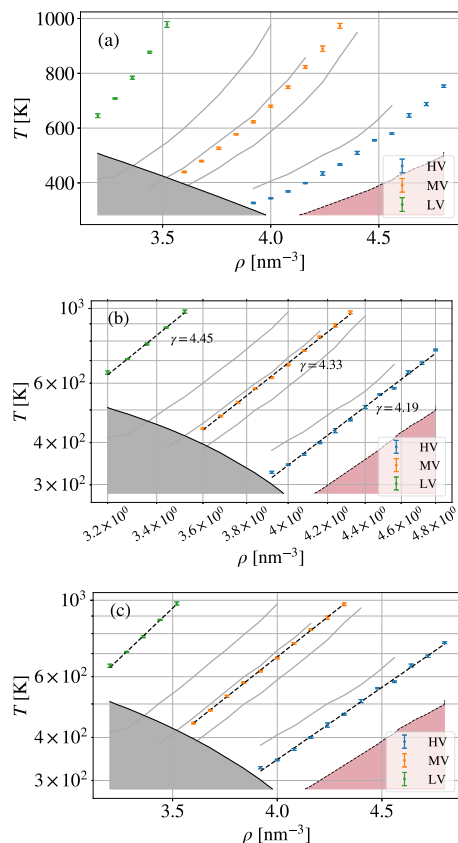 (a)
1000
800
600
400
T [K]
3.5
4.0
4.5
ρ [nm⁻³]
HV
MV
LV
(b)
10³
6 × 10²
4 × 10²
3 × 10²
T [K]
γ=4.45
γ=4.33
γ=4.19
3.2 × 10⁰
3.4 × 10⁰
3.6 × 10⁰
3.8 × 10⁰
4 × 10⁰
4.2 × 10⁰
4.4 × 10⁰
4.6 × 10⁰
4.8 × 10⁰
ρ [nm⁻³]
HV
MV
LV
(c)
10³
6 × 10²
4 × 10²
3 × 10²
T [K]
3.5
4.0
4.5
ρ [nm⁻³]
HV
MV
LV